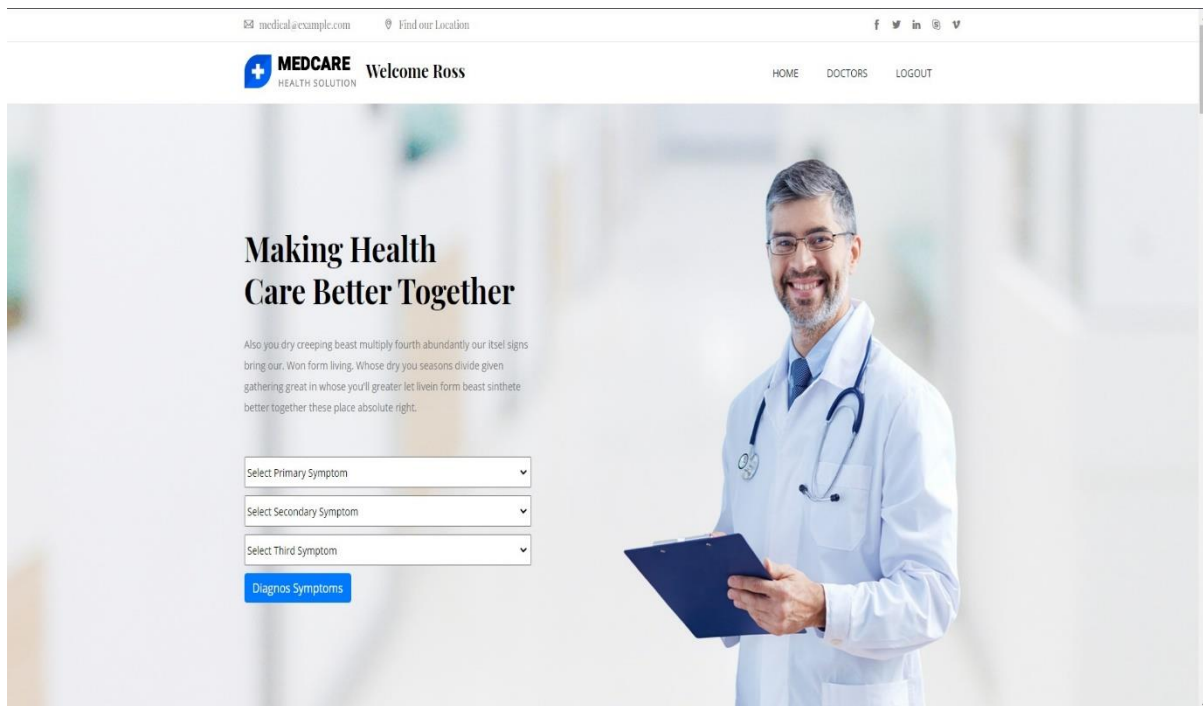 medical@example.com Find our Location
MEDCARE
HEALTH SOLUTION
Welcome Ross
HOME DOCTORS LOGOUT
Making Health
Care Better Together
Also you dry creeping beast multiply fourth abundantly our itsel signs
bring our. Won form living. Whose dry you seasons divide given
gathering great in whose you'll greater let livein form beast sinthete
better together these place absolute right.
Select Primary Symptom
Select Secondary Symptom
Select Third Symptom
Diagnos Symptoms